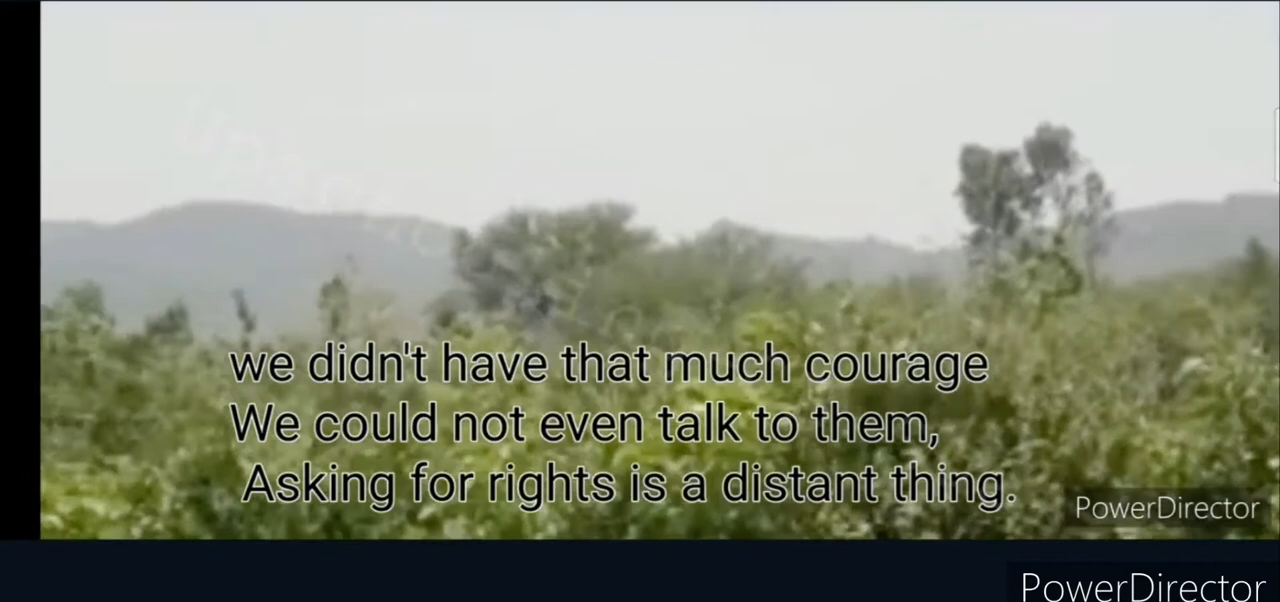 we didn't have that much courage
We could not even talk to them,
Asking for rights is a distant thing.
PowerDirector
PowerDirector